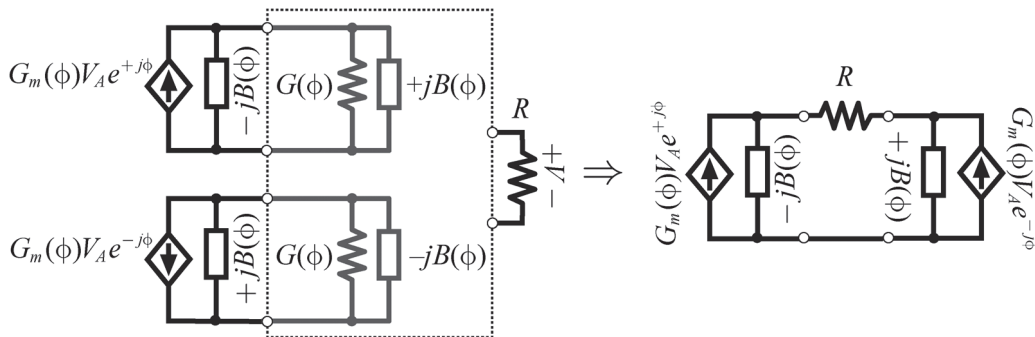 G_m(ϕ)V_A e^{+jϕ}
−jB(ϕ)
G(ϕ)
+jB(ϕ)
R
+V−
G_m(ϕ)V_A e^{−jϕ}
+jB(ϕ)
G(ϕ)
−jB(ϕ)
⇒
R
G_m(ϕ)V_A e^{+jϕ}
−jB(ϕ)
+jB(ϕ)
G_m(ϕ)V_A e^{−jϕ}